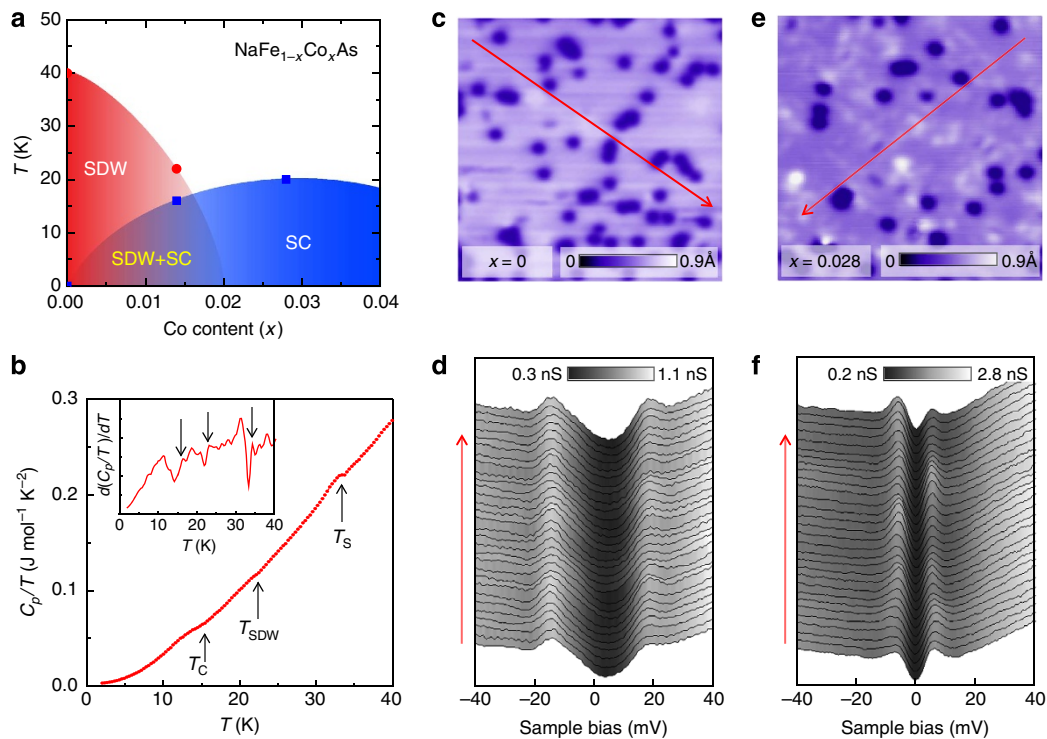 a
NaFe1−xCoxAs
50
40
30
20
10
0
T (K)
SDW
SDW+SC
SC
0.00 0.01 0.02 0.03 0.04
Co content (x)
b
0.3
0.2
0.1
0.0
Cp/T (J mol−1 K−2)
d(Cp/T)/dT
0 10 20 30 40
T (K)
TS
TSDW
TC
0 10 20 30 40
T (K)
c
x = 0
0 0.9Å
d
0.3 nS 1.1 nS
−40 −20 0 20 40
Sample bias (mV)
e
x = 0.028
0 0.9Å
f
0.2 nS 2.8 nS
−40 −20 0 20 40
Sample bias (mV)